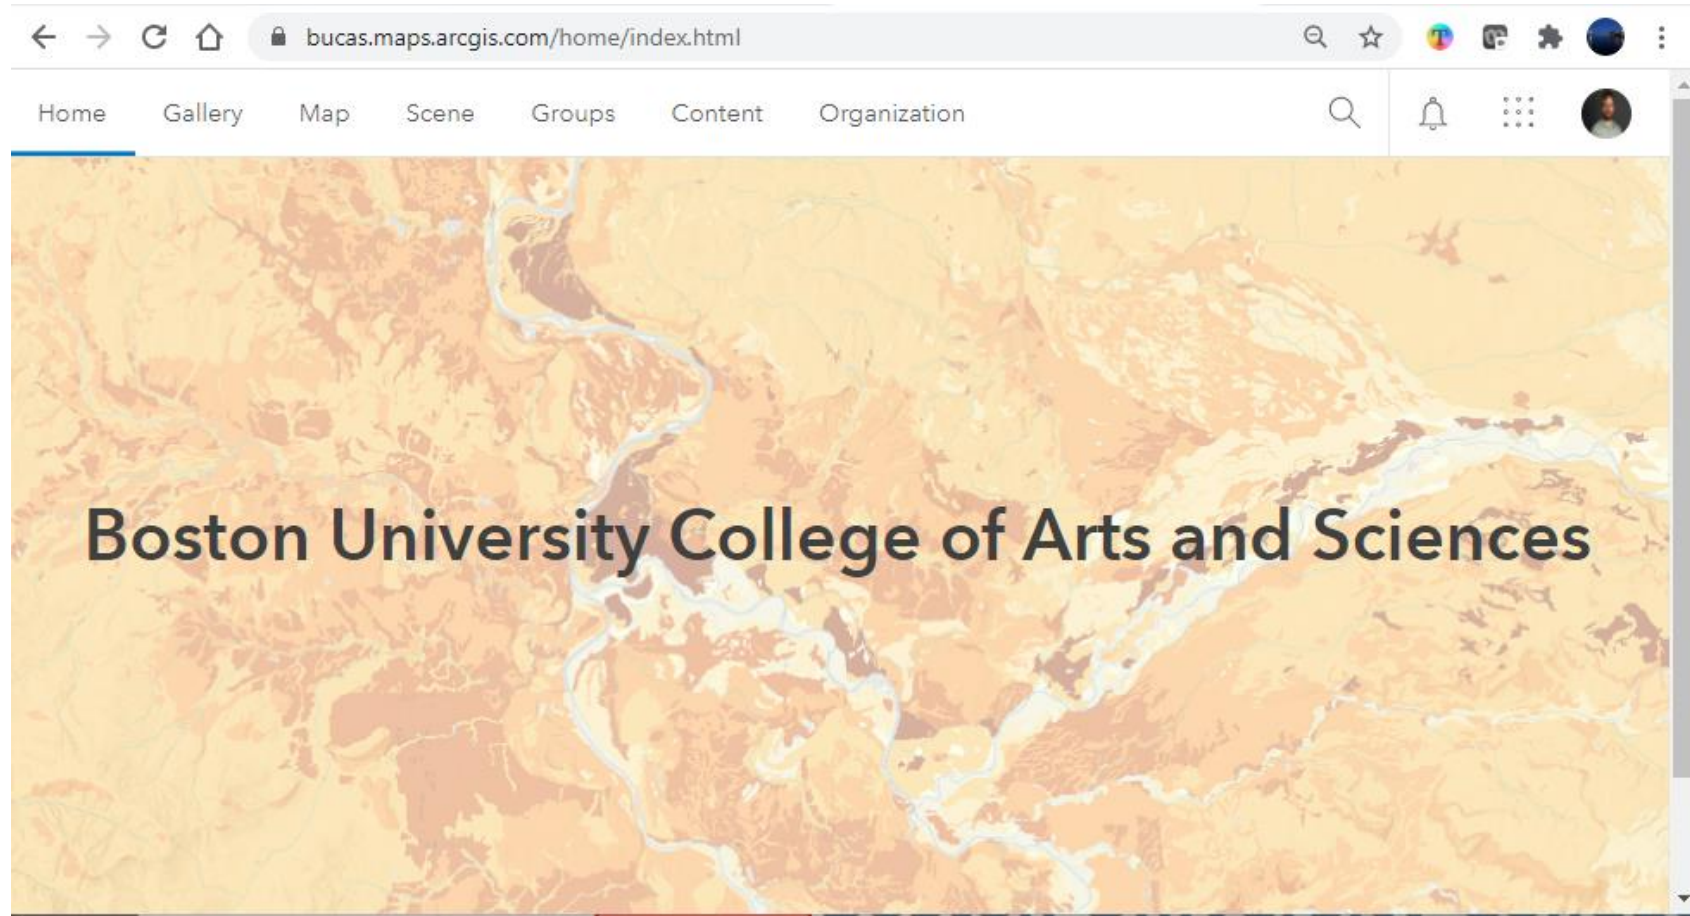 bucas.maps.arcgis.com/home/index.html
Home Gallery Map Scene Groups Content Organization
Boston University College of Arts and Sciences